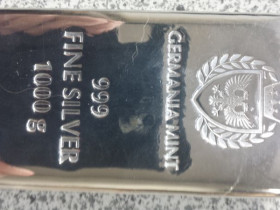 GERMANIA MINT
999
FINE SILVER
1000 g